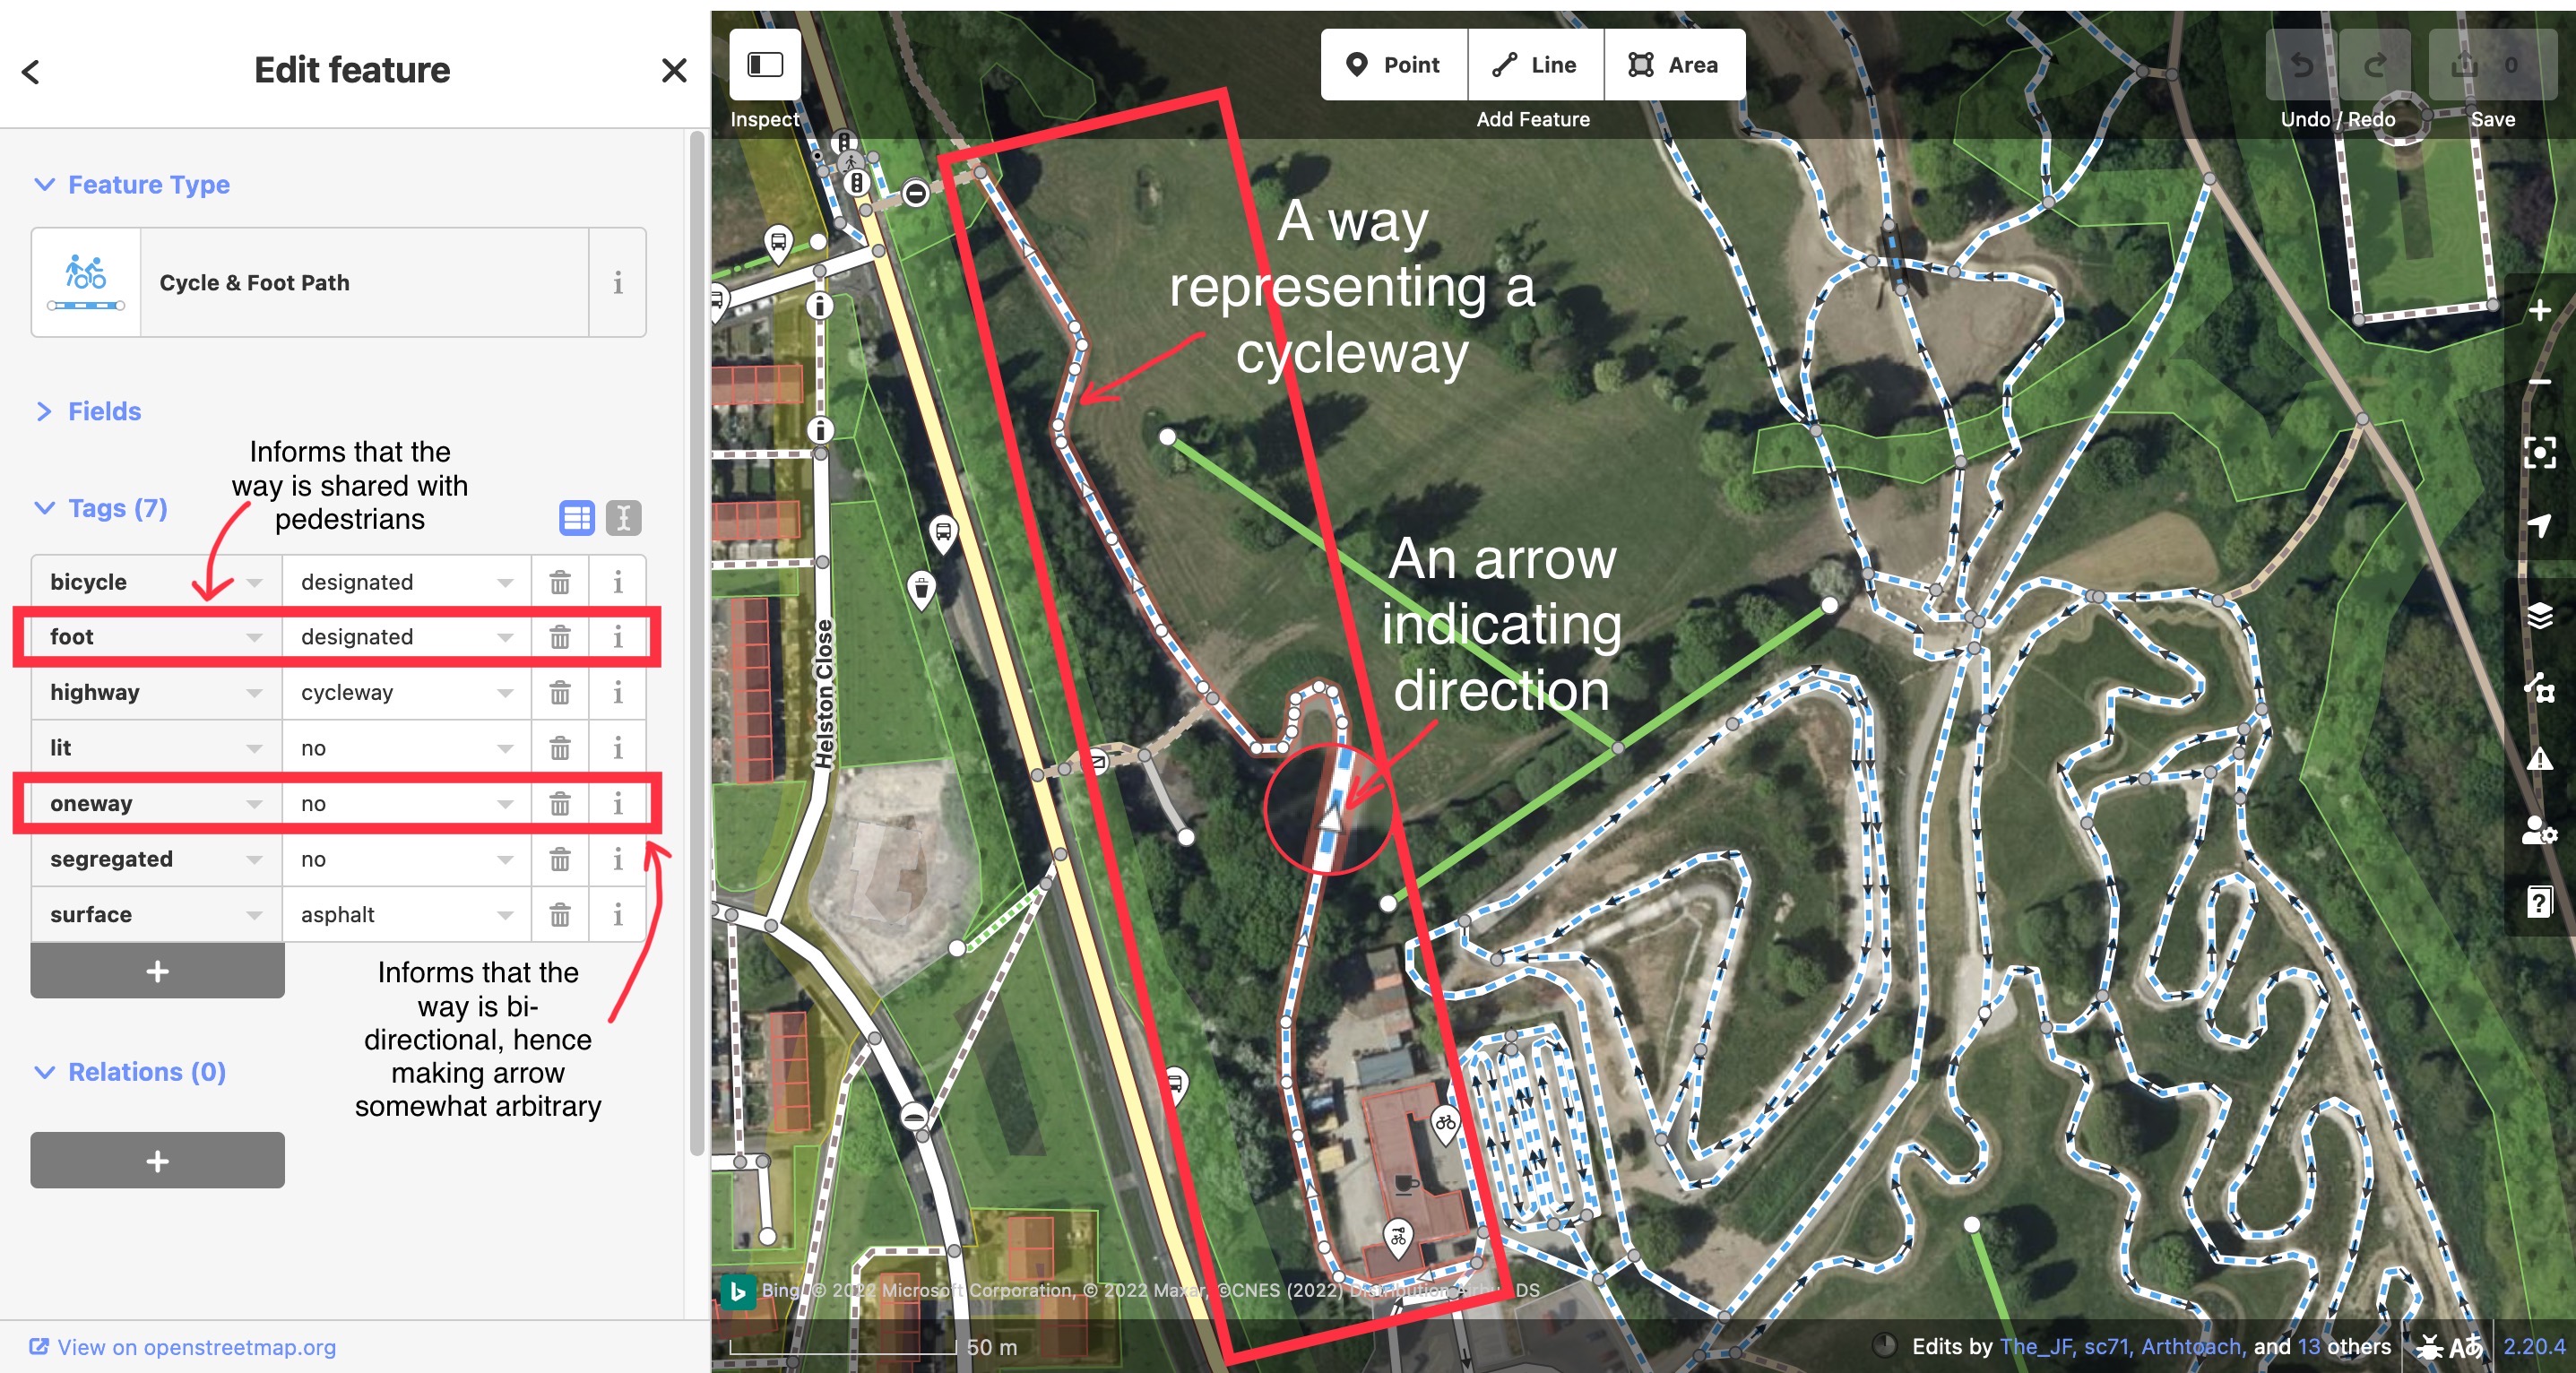 Edit feature
Feature Type
Cycle & Foot Path
Fields
Informs that the
way is shared with
pedestrians
Tags (7)
bicycle designated
foot designated
highway cycleway
lit no
oneway no
segregated no
surface asphalt
Informs that the
way is bi-
directional, hence
making arrow
somewhat arbitrary
Relations (0)
View on openstreetmap.org
Inspect
Point Line Area
Add Feature
Undo / Redo
0
Save
A way
representing a
cycleway
An arrow
indicating
direction
Helston Close
Bing © 2022 Microsoft Corporation, © 2022 Maxar, ©CNES (2022) Distribution Airbus DS
50 m
Edits by The_JF, sc71, Arthtoach, and 13 others
2.20.4